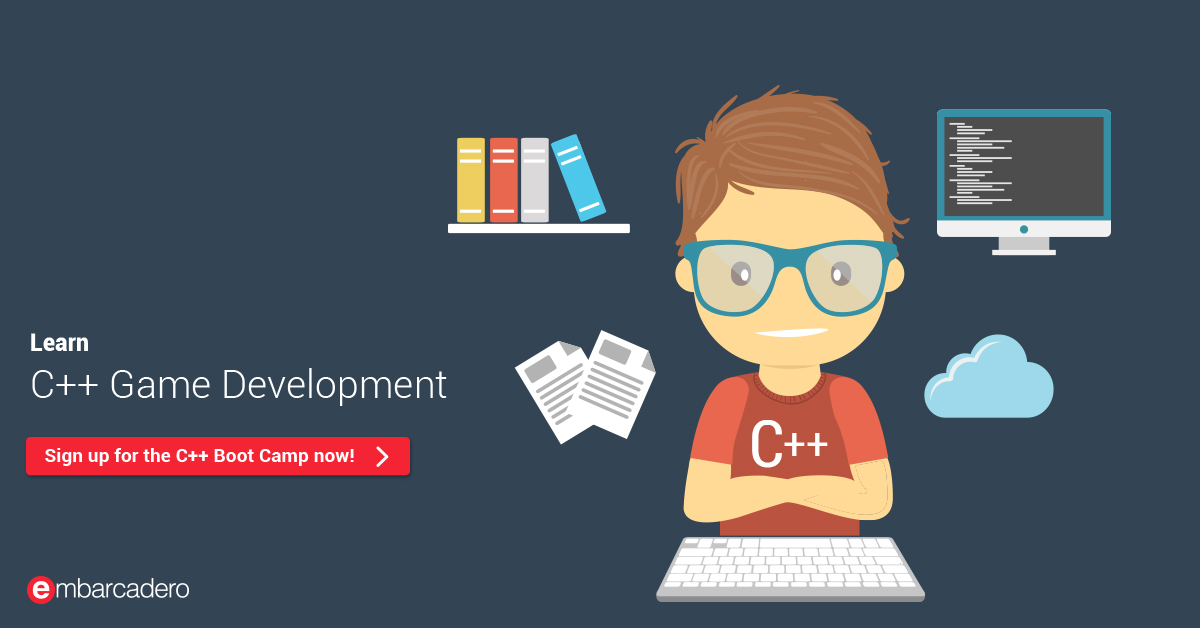 Learn
C++ Game Development
Sign up for the C++ Boot Camp now!
embarcadero
C++